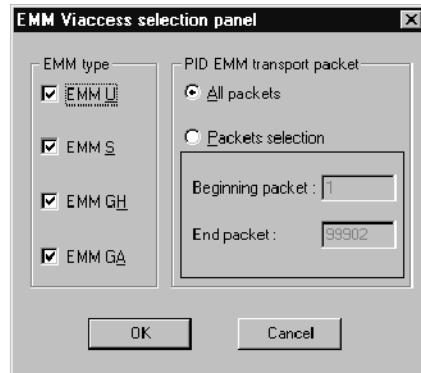 EMM Viaccess selection panel
EMM type
EMM U
EMM S
EMM GH
EMM GA
PID EMM transport packet
All packets
Packets selection
Beginning packet : 1
End packet : 99902
OK
Cancel